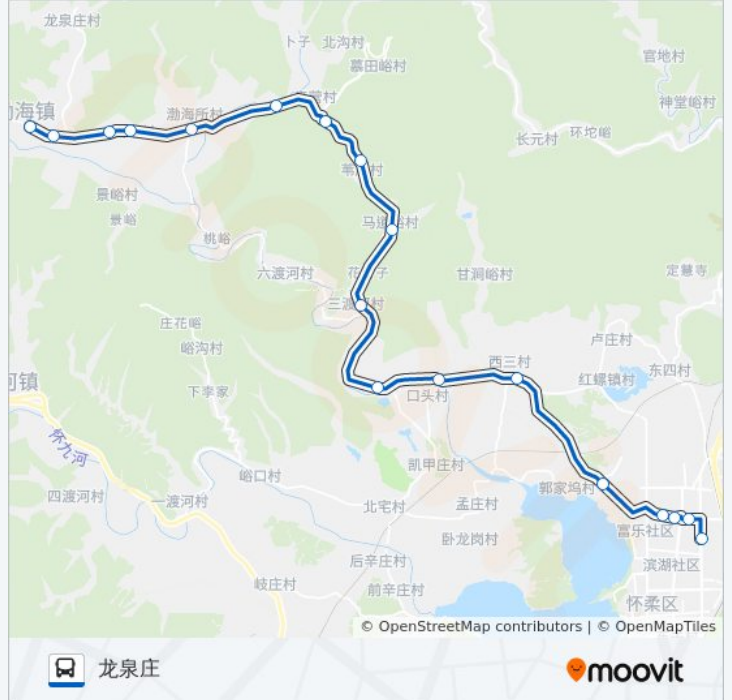 龙泉庄村
卜子
北沟村
慕田峪村
官地村
神堂峪村
海镇
渤海所村
长元村
环坨峪
景峪村
景峪
马道峪村
桃峪
六渡河村
甘涧峪村
定慧寺
三渡河村
庄花峪
峪沟村
卢庄村
西三村
东四村
红螺镇村
河镇
下李家
口头村
怀九河
凯甲庄村
峪口村
四渡河村
一渡河村
北宅村
孟庄村
郭家坞村
富乐社区
卧龙岗村
后辛庄村
滨湖社区
岐庄村
前辛庄村
怀柔区
© OpenStreetMap contributors | © OpenMapTiles
龙泉庄
moovit